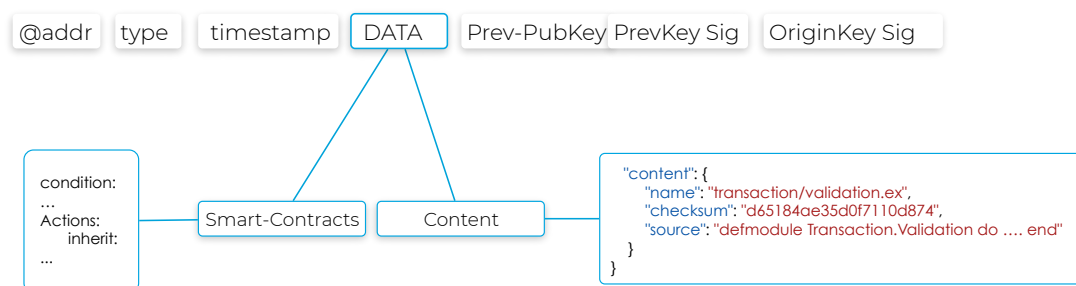 @addr type timestamp DATA Prev-PubKey PrevKey Sig OriginKey Sig
condition:
...
Actions:
inherit:
...
Smart-Contracts
Content
"content": {
"name": "transaction/validation.ex",
"checksum": "d65184ae35d0f7110d874",
"source": "defmodule Transaction.Validation do .... end"
}
}